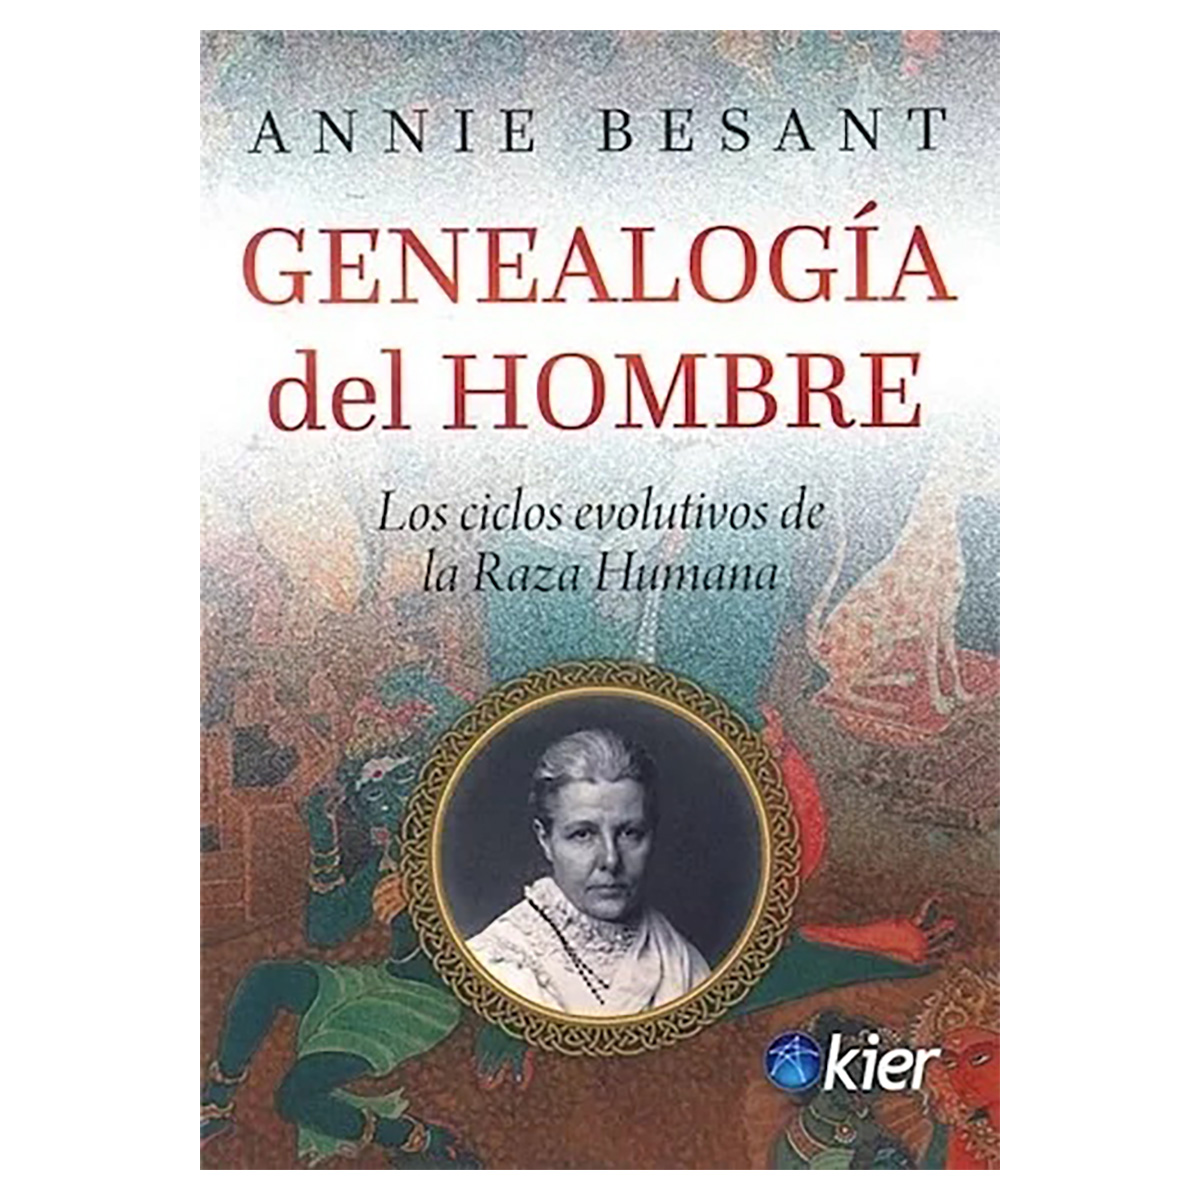 ANNIE BESANT
GENEALOGÍA
del HOMBRE
Los ciclos evolutivos de
la Raza Humana
kier